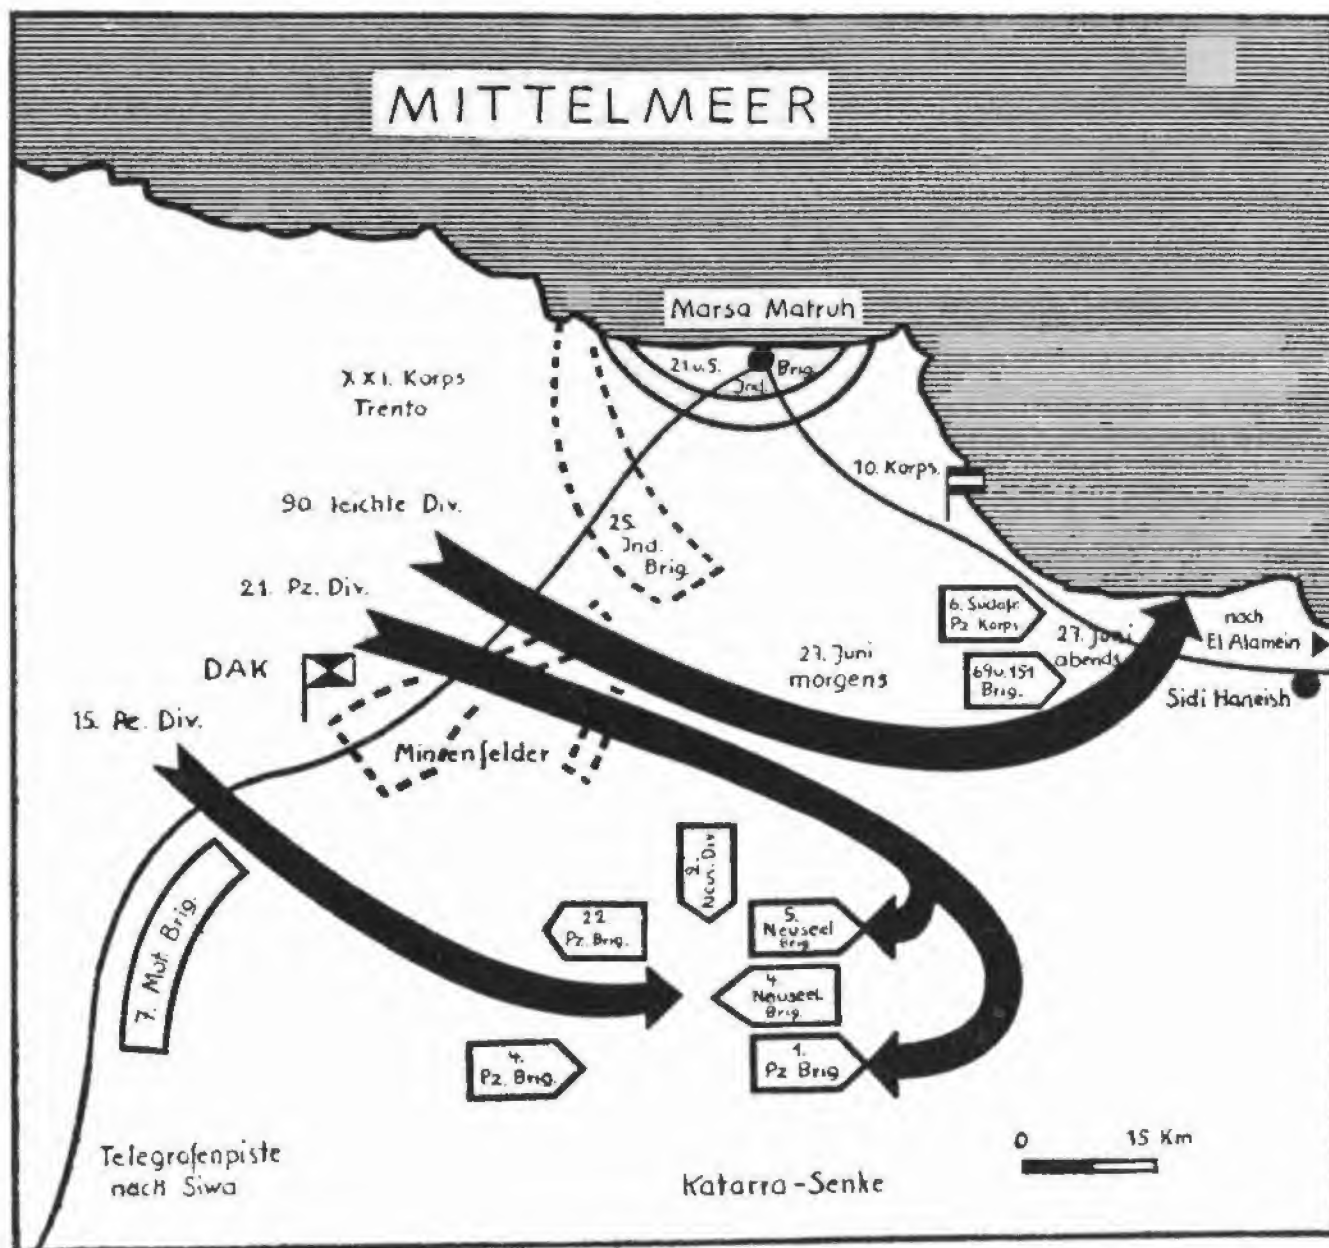 MITTELMEER
Marsa Matruh
21 u. 5.
Ind.
Brig.
XXI. Korps
Trento
10. Korps.
90. leichte Div.
25.
Ind.
Brig.
21. Pz. Div.
6. Südafr.
Pz Korps
27. Juni
abends
nach
El Alamein
DAK
27. Juni
morgens
69 u. 151
Brig.
Sidi Haneish
15. Div.
Minenfelder
2.
Div
7. Mot Brig.
22
Pz. Brig.
5.
Neuseel
Brig
4.
Neuseel.
Brig.
4.
Pz. Brig.
1.
Pz Brig
Telegrafenpiste
nach Siwa
Katarra-Senke
0 15 Km